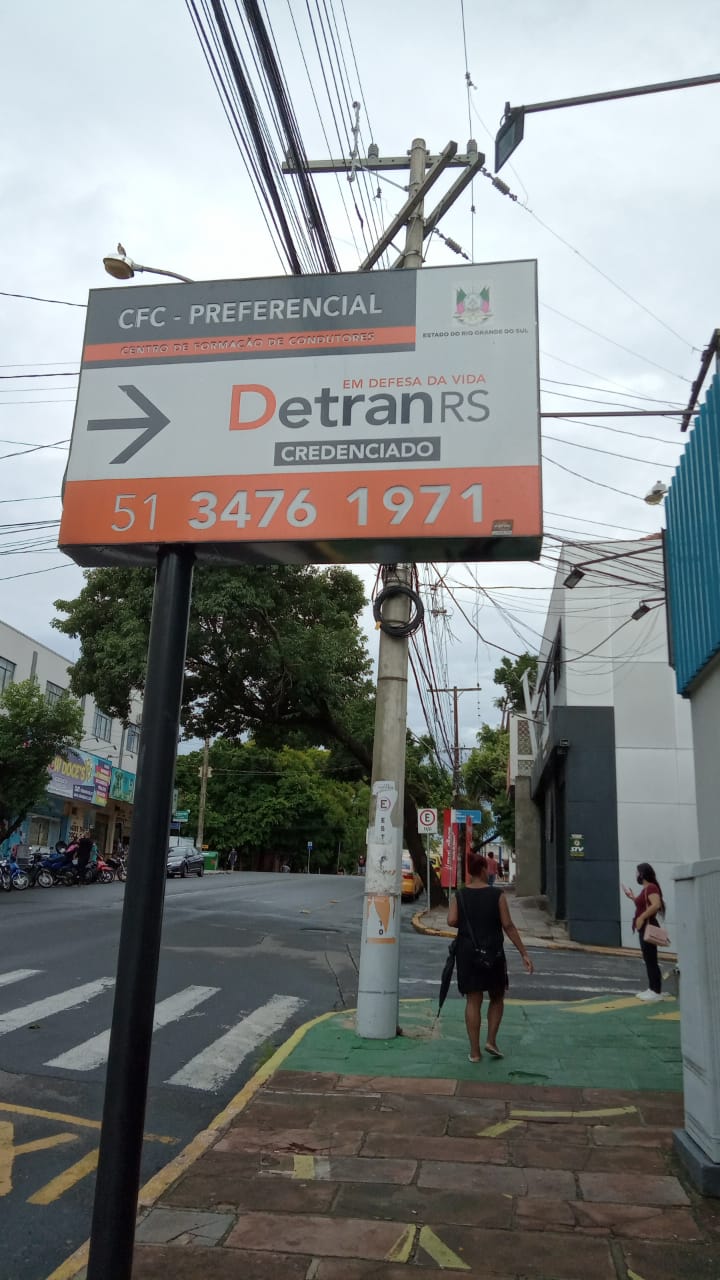 CFC - PREFERENCIAL
CENTRO DE FORMAÇÃO DE CONDUTORES
ESTADO DO RIO GRANDE DO SUL
EM DEFESA DA VIDA
DetranRS
CREDENCIADO
51 3476 1971
E
E
STV